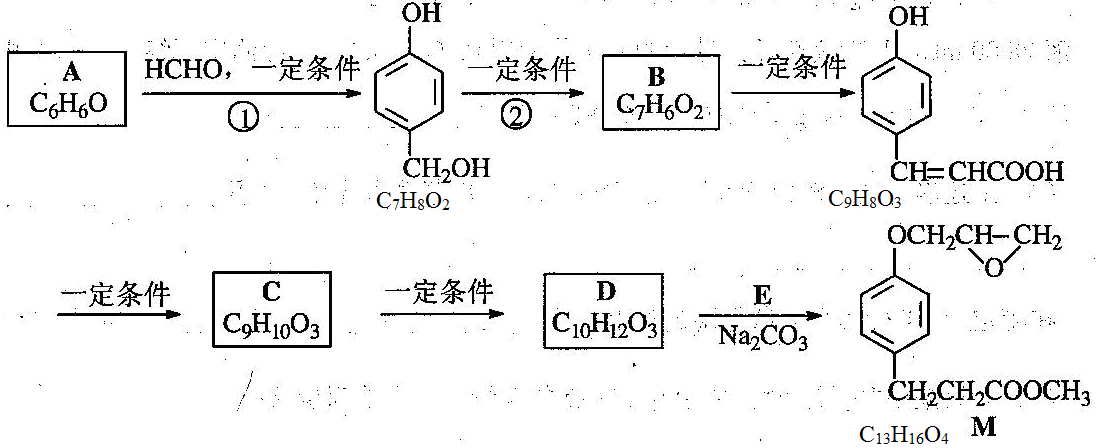 A
C₆H₆O
HCHO，一定条件
①
OH
CH₂OH
C₇H₈O₂
一定条件
②
B
C₇H₆O₂
一定条件
OH
CH=CHCOOH
C₉H₈O₃
一定条件
C
C₉H₁₀O₃
一定条件
D
C₁₀H₁₂O₃
E
Na₂CO₃
OCH₂CH−CH₂
O
CH₂CH₂COOCH₃
C₁₃H₁₆O₄ M